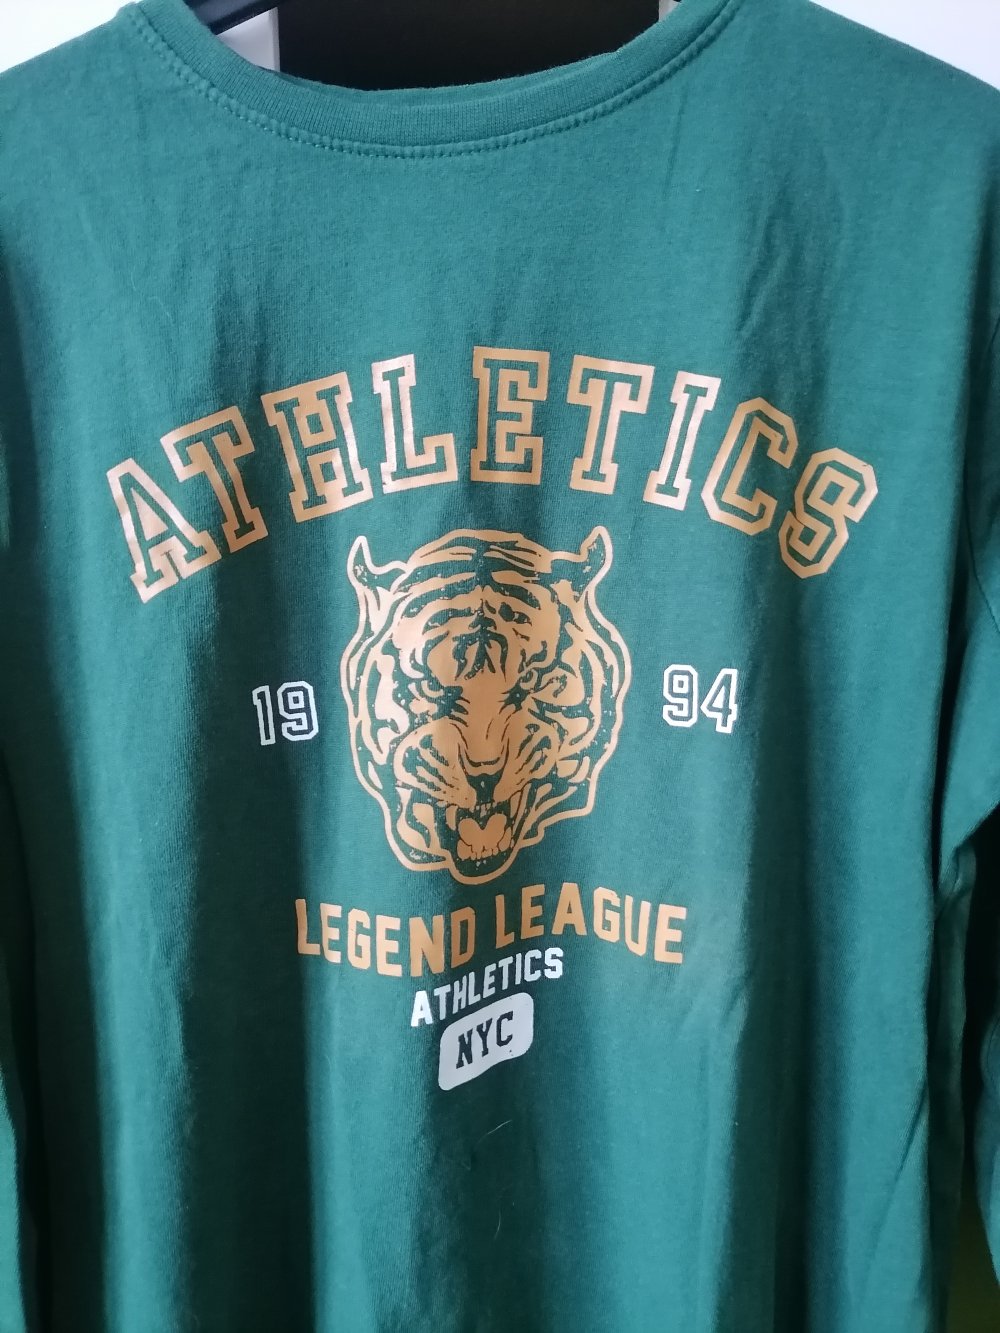 ATHLETICS
19 94
LEGEND LEAGUE
ATHLETICS
NYC